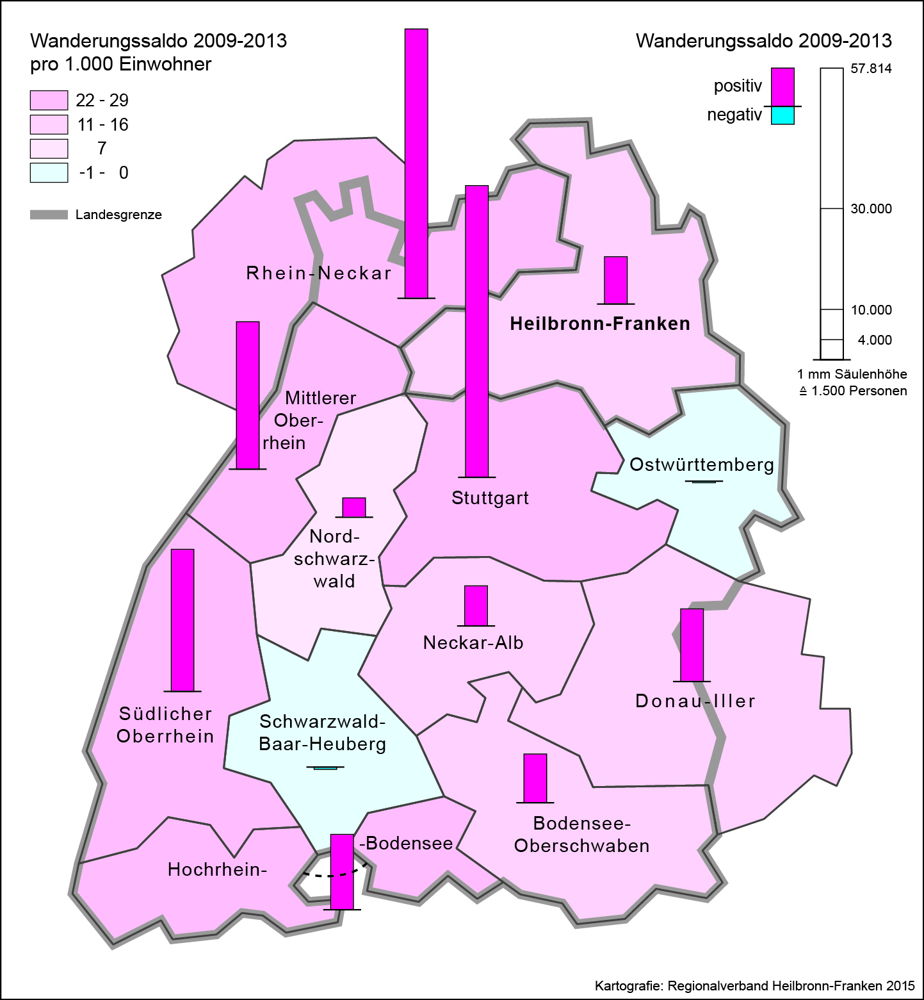 Wanderungssaldo 2009-2013
pro 1.000 Einwohner
22 - 29
11 - 16
7
-1 - 0
Landesgrenze
Wanderungssaldo 2009-2013
positiv
negativ
57.814
30.000
10.000
4.000
1 mm Säulenhöhe
≙ 1.500 Personen
Rhein-Neckar
Heilbronn-Franken
Mittlerer
Ober-
rhein
Ostwürttemberg
Stuttgart
Nord-
schwarz-
wald
Neckar-Alb
Donau-Iller
Südlicher
Oberrhein
Schwarzwald-
Baar-Heuberg
Bodensee-
Oberschwaben
Hochrhein-
-Bodensee
Kartografie: Regionalverband Heilbronn-Franken 2015